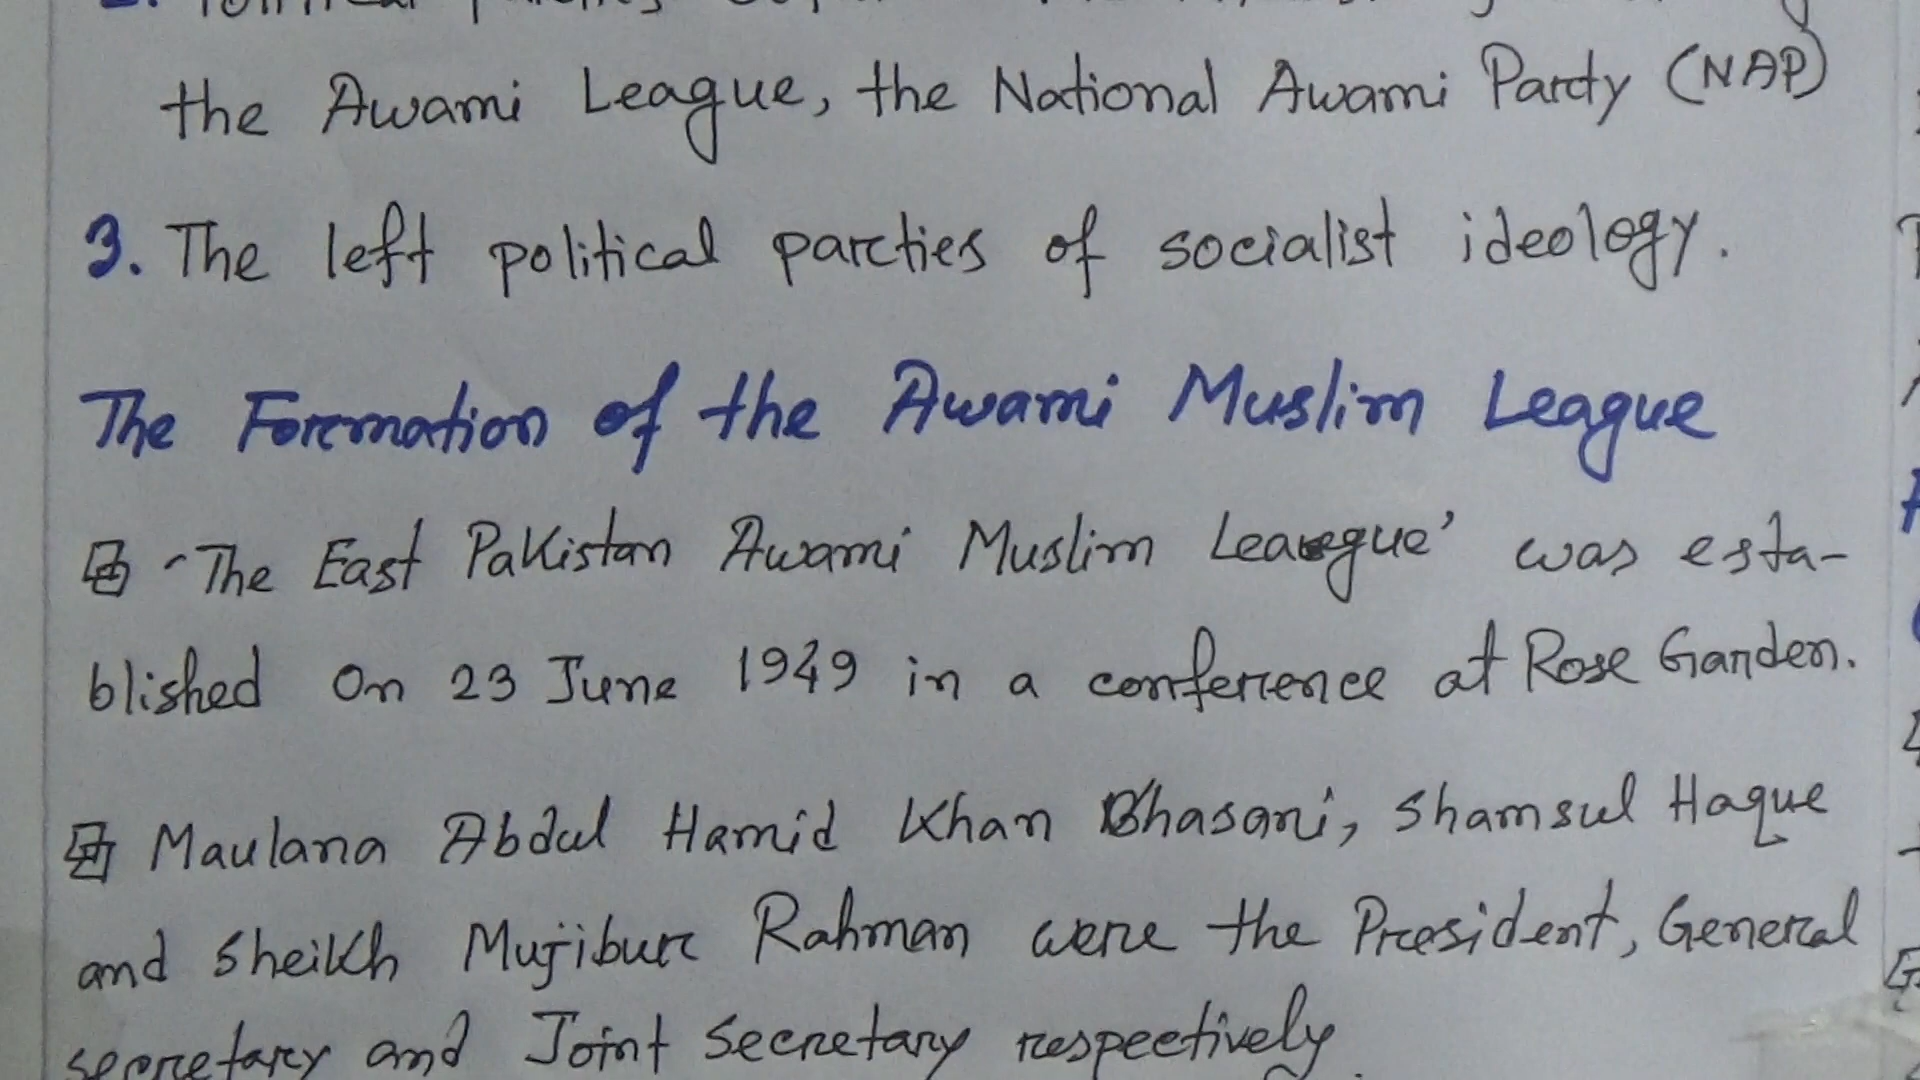 the Awami League, the National Awami Party (NAP)
3. The left political parties of socialist ideology.
The Formation of the Awami Muslim League
'The East Pakistan Awami Muslim League' was esta-
blished on 23 June 1949 in a conference at Rose Garden.
Maulana Abdul Hamid Khan Bhasani, Shamsul Haque
and Sheikh Mujibur Rahman were the President, General
secretary and Joint Secretary respectively.